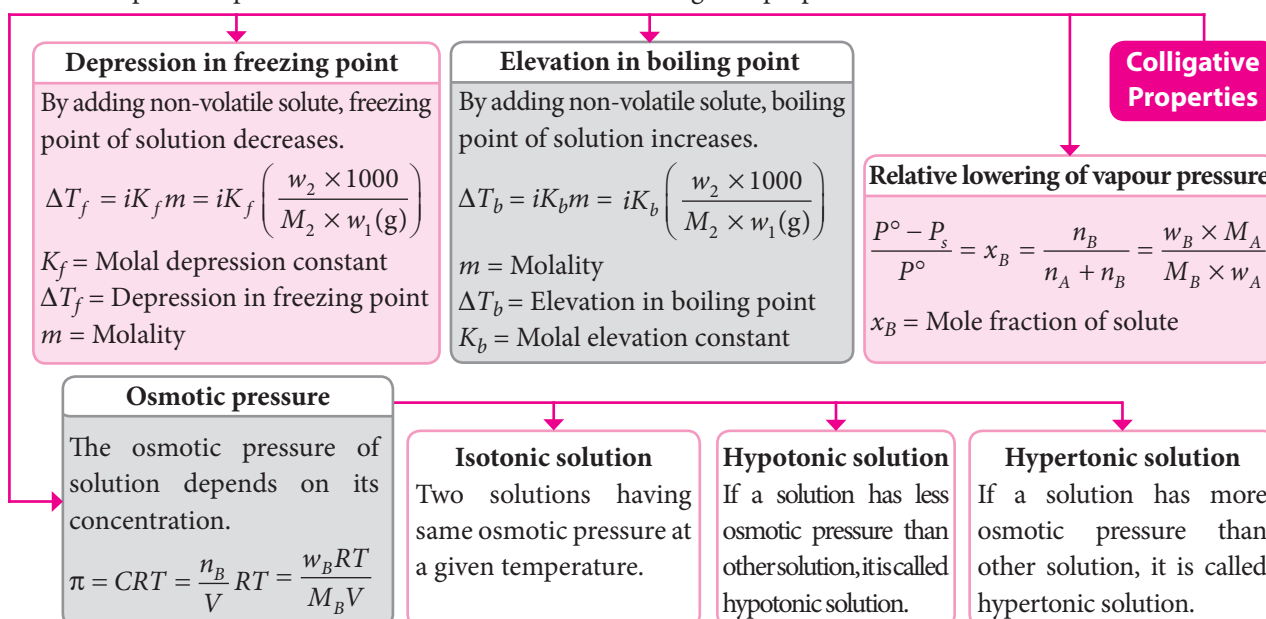 Colligative
Properties
Depression in freezing point
By adding non-volatile solute, freezing
point of solution decreases.
ΔT_f = iK_f m = iK_f ( w_2 × 1000 / M_2 × w_1(g) )
K_f = Molal depression constant
ΔT_f = Depression in freezing point
m = Molality
Elevation in boiling point
By adding non-volatile solute, boiling
point of solution increases.
ΔT_b = iK_b m = iK_b ( w_2 × 1000 / M_2 × w_1(g) )
m = Molality
ΔT_b = Elevation in boiling point
K_b = Molal elevation constant
Relative lowering of vapour pressure
P° − P_s / P° = x_B = n_B / n_A + n_B = w_B × M_A / M_B × w_A
x_B = Mole fraction of solute
Osmotic pressure
The osmotic pressure of
solution depends on its
concentration.
π = CRT = n_B / V RT = w_B RT / M_B V
Isotonic solution
Two solutions having
same osmotic pressure at
a given temperature.
Hypotonic solution
If a solution has less
osmotic pressure than
other solution, it is called
hypotonic solution.
Hypertonic solution
If a solution has more
osmotic pressure than
other solution, it is called
hypertonic solution.